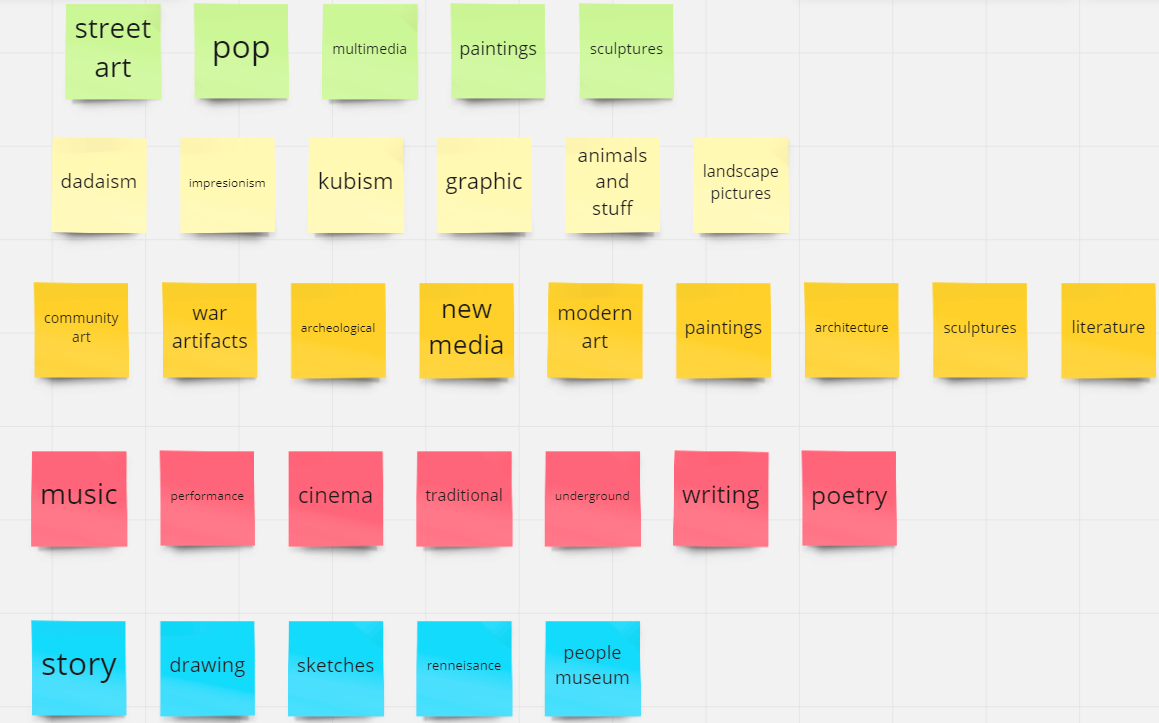 street
art
pop
multimedia
paintings
sculptures
dadaism
impresionism
kubism
graphic
animals
and
stuff
landscape
pictures
community
art
war
artifacts
archeological
new
media
modern
art
paintings
architecture
sculptures
literature
music
performance
cinema
traditional
underground
writing
poetry
story
drawing
sketches
renneisance
people
museum